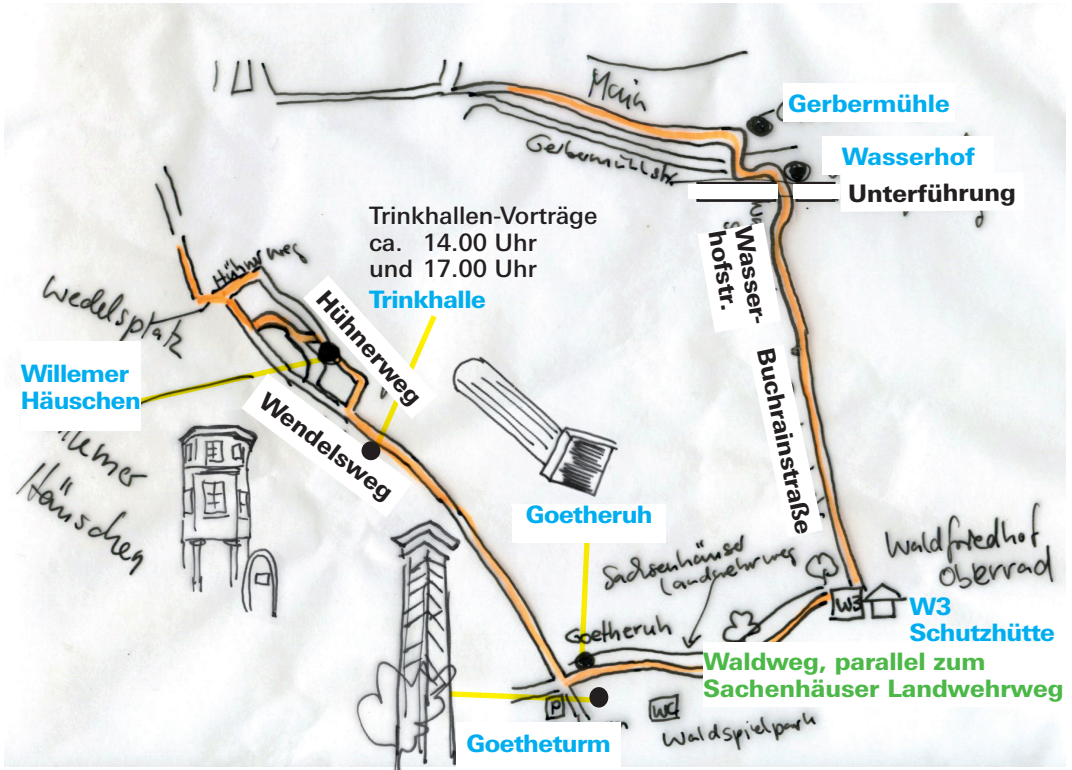 Main
Gerbermühle
Gerbermühlstr.
Wasserhof
Unterführung
Trinkhallen-Vorträge
ca. 14.00 Uhr
und 17.00 Uhr
Trinkhalle
Hühnerweg
Wedelsplatz
Hühnerweg
Wasser-
hofstr.
Willemer
Häuschen
Häuschen
Wendelsweg
Buchrainstraße
Goetheruh
Sachsenhäuser
Landwehrweg
Waldfriedhof
Oberrad
W3
W3
Schutzhütte
Goetheruh
Waldweg, parallel zum
Sachenhäuser Landwehrweg
P
WC
Waldspielpark
Goetheturm